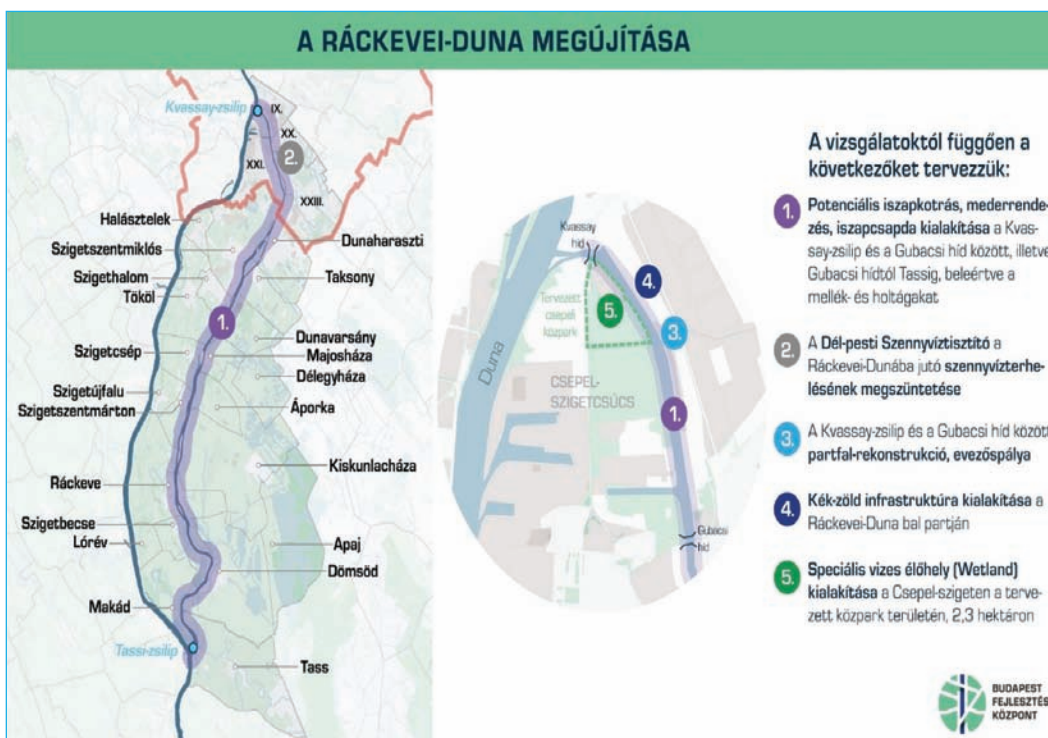 A RÁCKEVEI-DUNA MEGÚJÍTÁSA
Kvassay-zsilip
IX.
XX.
XXI.
2.
XXIII.
Halásztelek
Dunaharaszti
Szigetszentmiklós
Szigethalom
Taksony
Tököl
1.
Dunavarsány
Szigetcsép
Majosháza
Délegyháza
Szigetújfalu
Szigetszentmárton
Áporka
Kiskunlacháza
Ráckeve
Szigetbecse
Lórév
Apaj
Dömsöd
Makád
Tassi-zsilip
Tass
Kvassay
híd
4.
5.
Tervezett
csepeli
közpark
3.
Duna
CSEPEL-
SZIGETCSÚCS
1.
Gubacsi
híd
A vizsgálatoktól függően a
következőket tervezzük:
1.
Potenciális iszapkotrás, mederrende-
zés, iszapcsapda kialakítása a Kvas-
say-zsilip és a Gubacsi híd között, illetve
Gubacsi hídtól Tassig, beleértve a
mellék- és holtágakat
2.
A Dél-pesti Szennyvíztisztító a
Ráckevei-Dunába jutó szennyvízterhe-
lésének megszüntetése
3.
A Kvassay-zsilip és a Gubacsi híd között
partfal-rekonstrukció, evezőspálya
4.
Kék-zöld infrastruktúra kialakítása a
Ráckevei-Duna bal partján
5.
Speciális vizes élőhely (Wetland)
kialakítása a Csepel-szigeten a terve-
zett közpark területén, 2,3 hektáron
BUDAPEST
FEJLESZTÉS
KÖZPONT